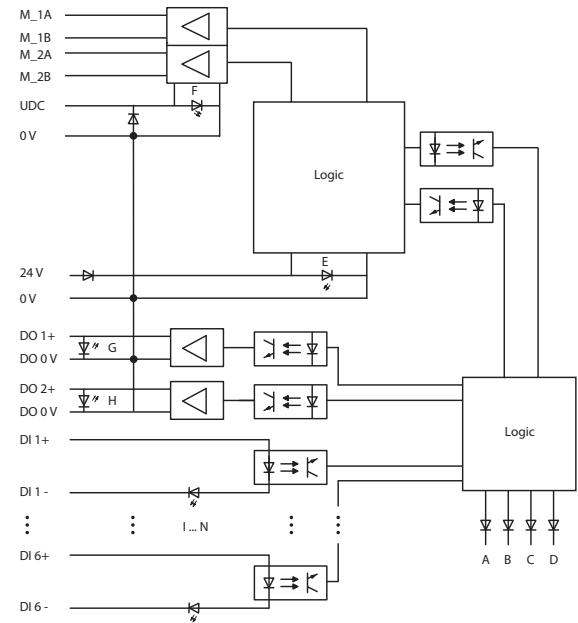 M_1A
M_1B
M_2A
M_2B
F
UDC
0 V
Logic
E
24 V
0 V
DO 1+
G
DO 0 V
DO 2+
H
DO 0 V
Logic
DI 1+
DI 1 -
I ... N
A B C D
DI 6+
DI 6 -